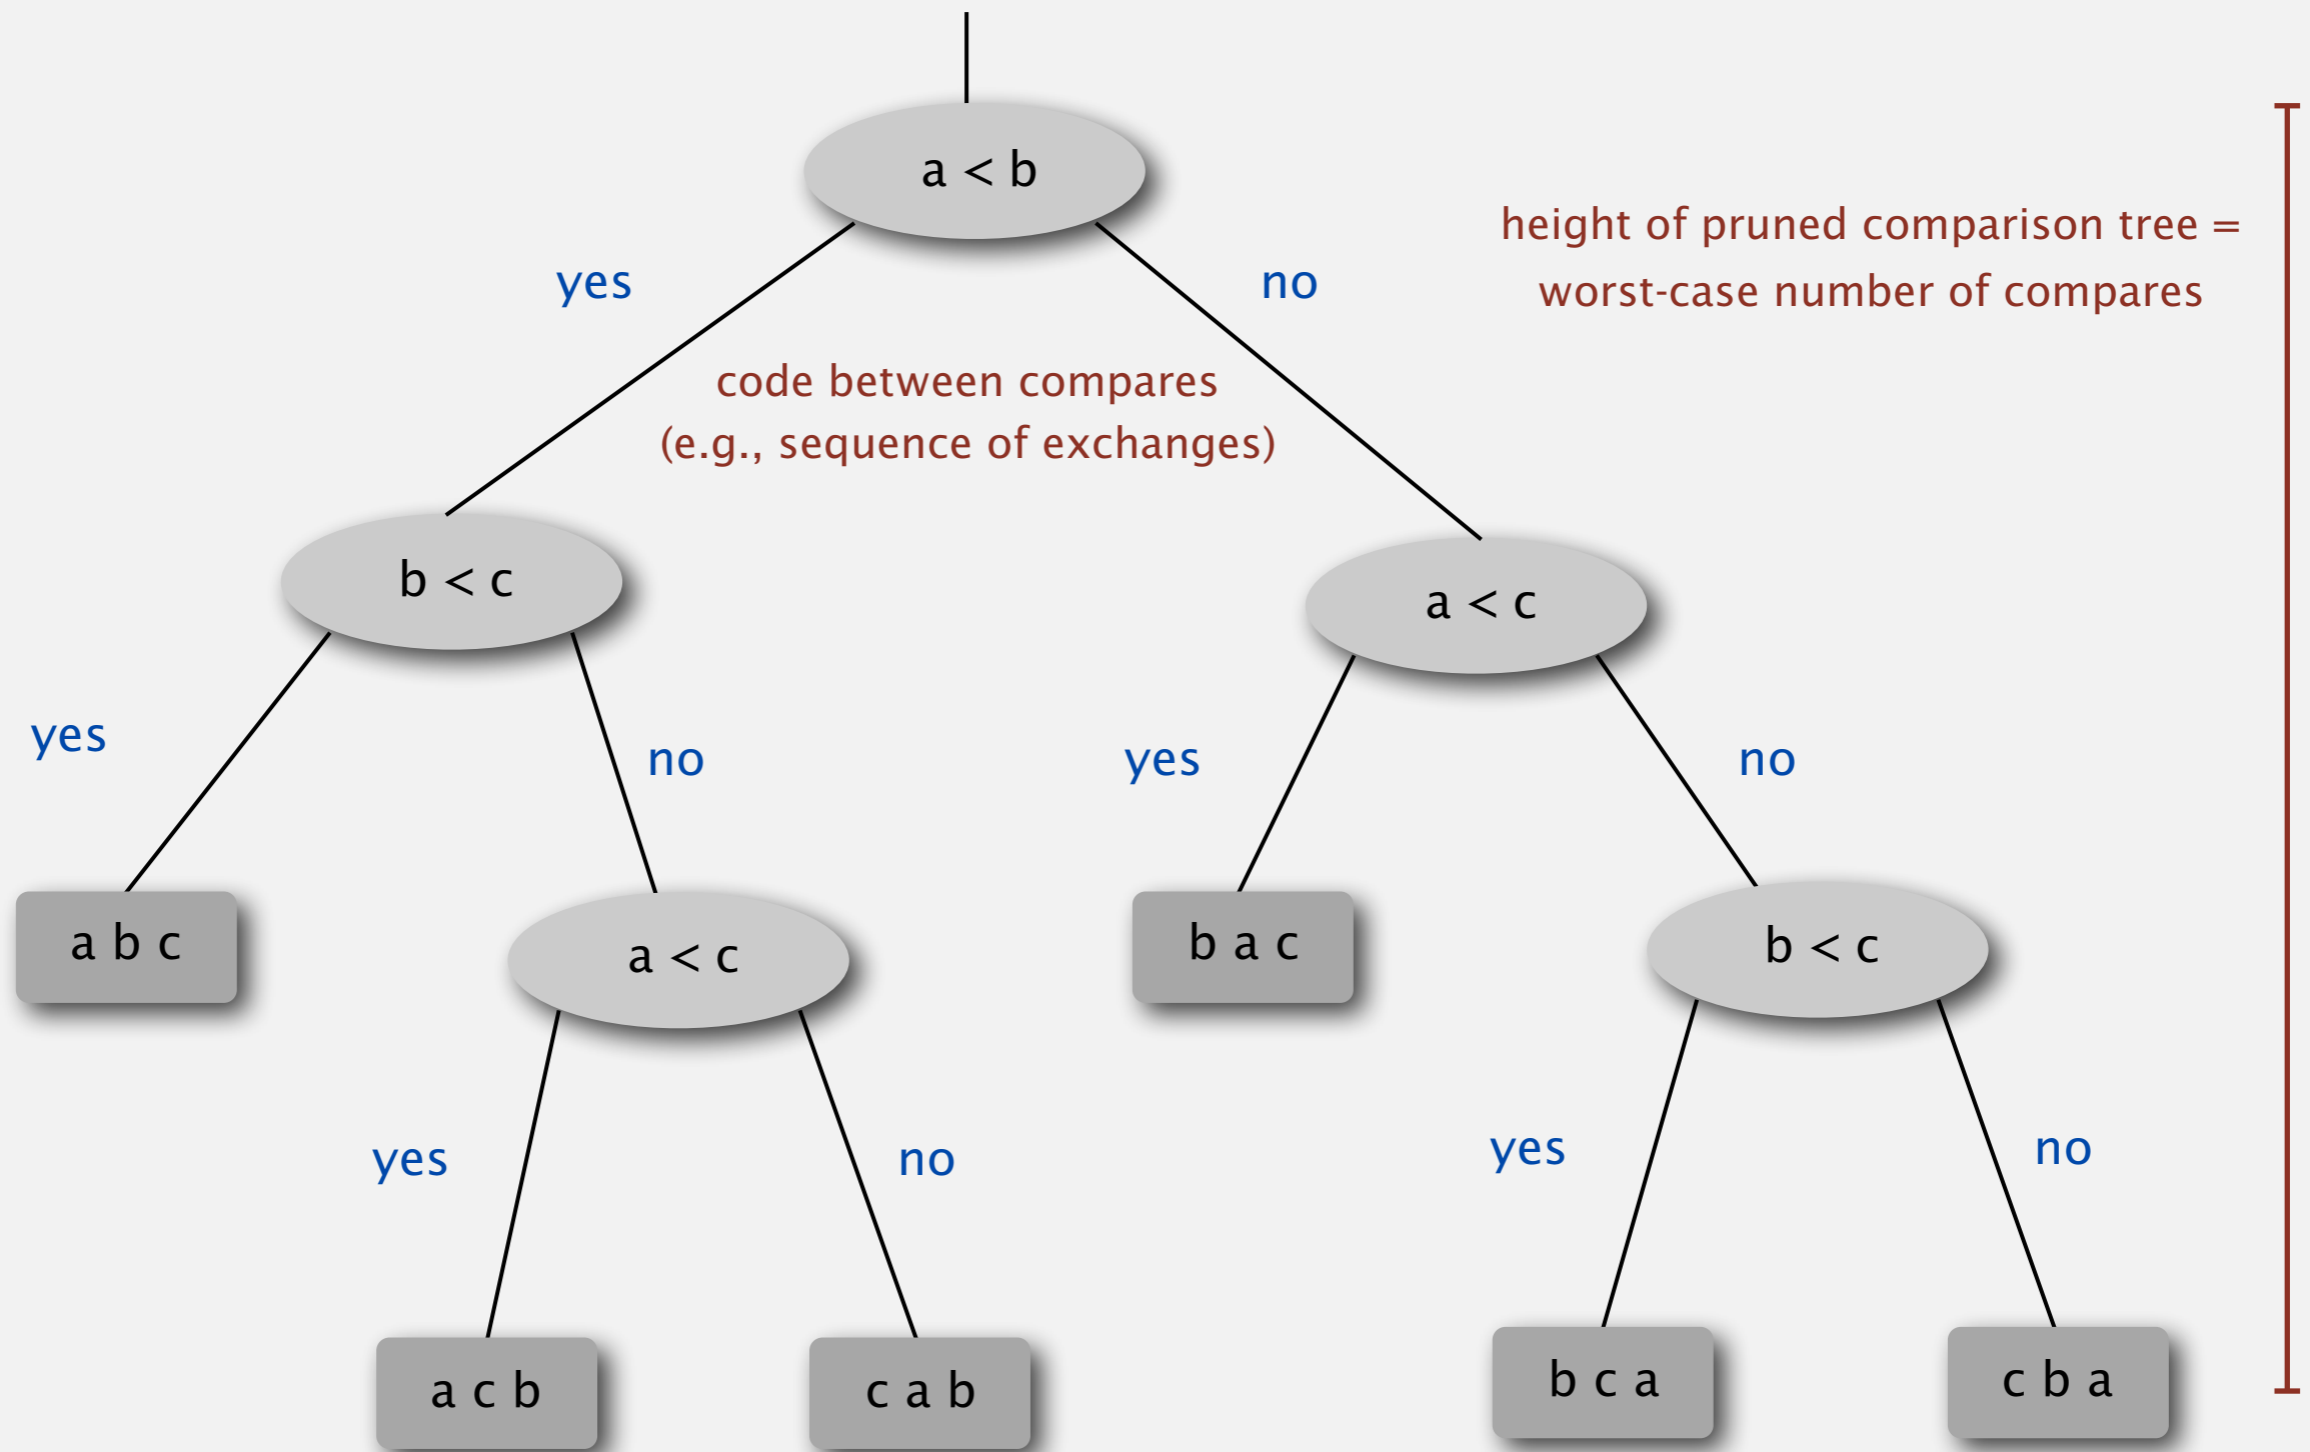 a < b
height of pruned comparison tree =
worst-case number of compares
yes
no
code between compares
(e.g., sequence of exchanges)
b < c
a < c
yes
no
yes
no
a b c
a < c
b a c
b < c
yes
no
yes
no
a c b
c a b
b c a
c b a